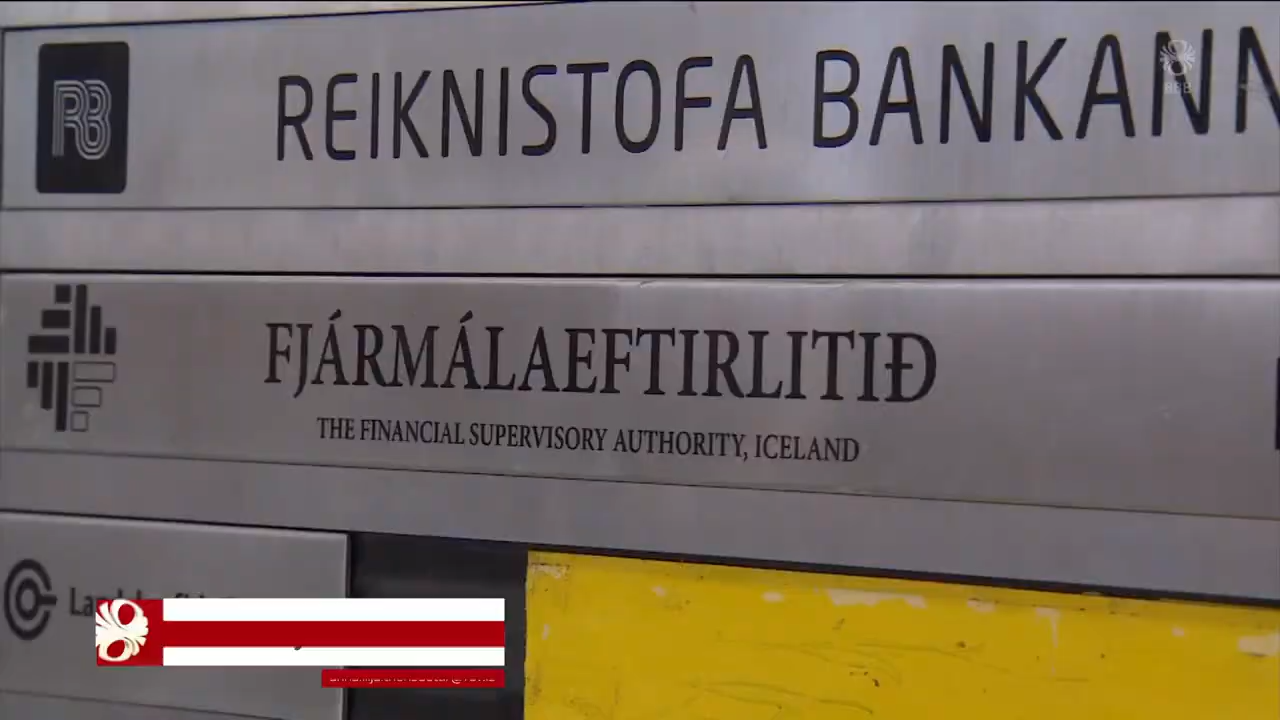 RB
REIKNISTOFA BANKANN
FJÁRMÁLAEFTIRLITIÐ
THE FINANCIAL SUPERVISORY AUTHORITY, ICELAND